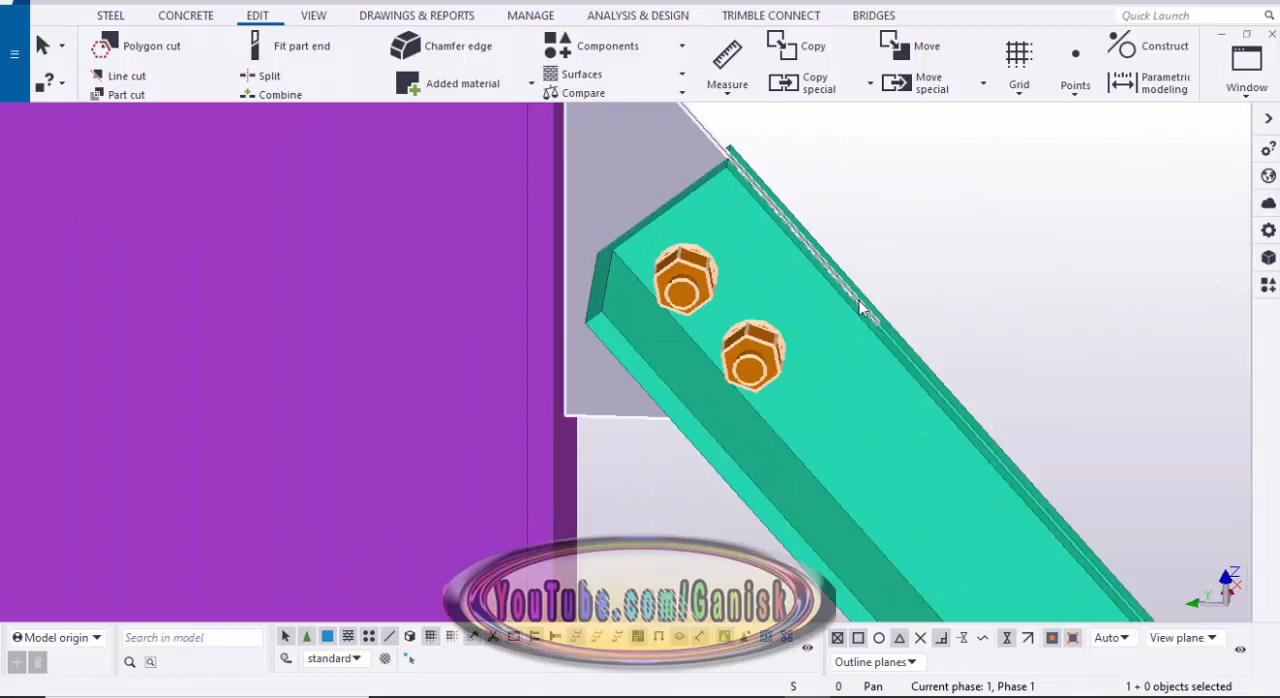 STEEL CONCRETE EDIT VIEW DRAWINGS & REPORTS MANAGE ANALYSIS & DESIGN TRIMBLE CONNECT BRIDGES Quick Launch
Polygon cut Fit part end Chamfer edge Components Copy Move Construct
Line cut Split Added material Surfaces Measure Copy special Move special Grid Points Parametric modeling Window
Part cut Combine Compare
YouTube.com/Ganisk
Model origin Search in model Auto View plane
standard Outline planes
S 0 Pan Current phase: 1, Phase 1 1 + 0 objects selected
Z
Y
X